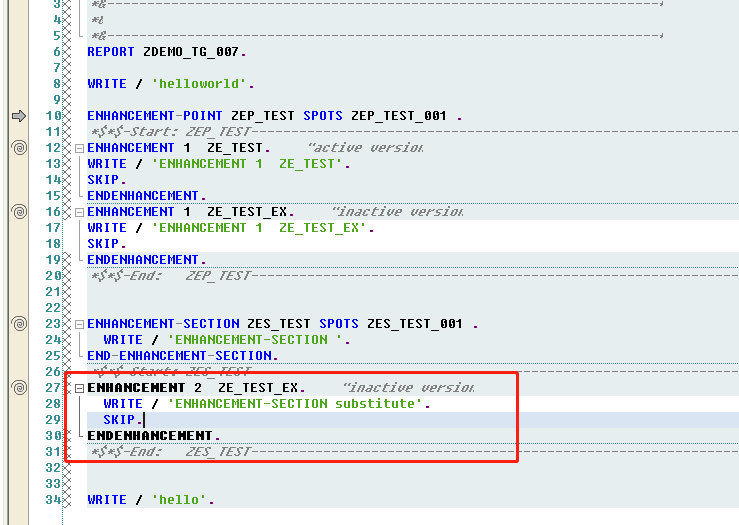 3 *&---------------------------------------------------------------------*
4 *&
5 *&---------------------------------------------------------------------*
6 REPORT ZDEMO_TG_007.
7
8 WRITE / 'helloworld'.
9
10 ENHANCEMENT-POINT ZEP_TEST SPOTS ZEP_TEST_001 .
11 *$*$-Start: ZEP_TEST---------------------------------------------------------------
12 ENHANCEMENT 1  ZE_TEST.    "active version
13 WRITE / 'ENHANCEMENT 1  ZE_TEST'.
14 SKIP.
15 ENDENHANCEMENT.
16 ENHANCEMENT 1  ZE_TEST_EX.    "inactive version
17 WRITE / 'ENHANCEMENT 1  ZE_TEST_EX'.
18 SKIP.
19 ENDENHANCEMENT.
20 *$*$-End:   ZEP_TEST---------------------------------------------------------------
21
22
23 ENHANCEMENT-SECTION ZES_TEST SPOTS ZES_TEST_001 .
24   WRITE / 'ENHANCEMENT-SECTION '.
25 END-ENHANCEMENT-SECTION.
26 *$*$-Start: ZES_TEST---------------------------------------------------------------
27 ENHANCEMENT 2  ZE_TEST_EX.    "inactive version
28   WRITE / 'ENHANCEMENT-SECTION substitute'.
29   SKIP.
30 ENDENHANCEMENT.
31 *$*$-End:   ZES_TEST---------------------------------------------------------------
32
33
34 WRITE / 'hello'.